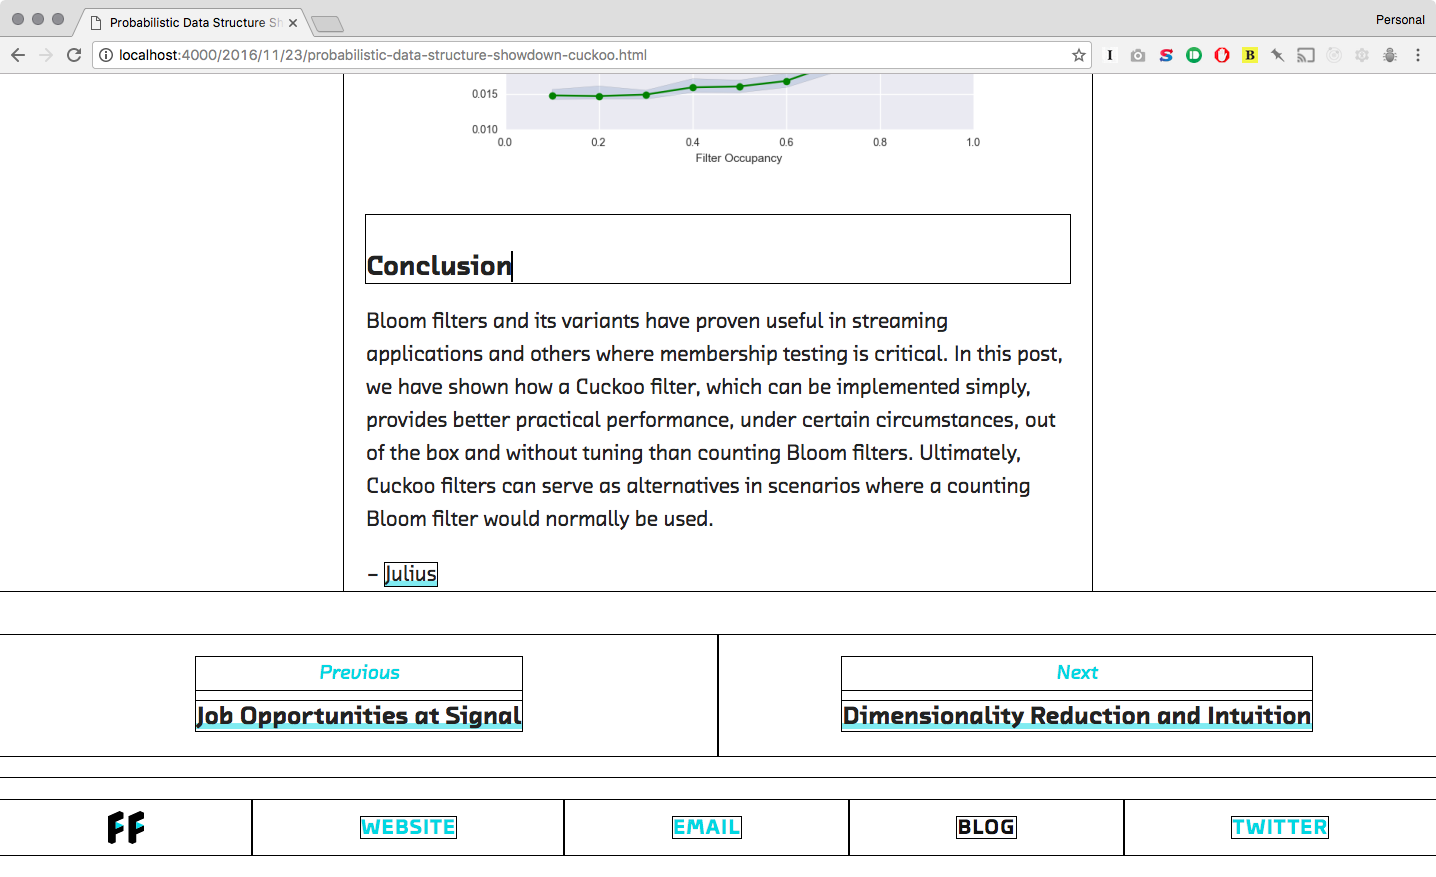 Probabilistic Data Structure Sh
Personal
localhost:4000/2016/11/23/probabilistic-data-structure-showdown-cuckoo.html
0.015
0.010
0.0 0.2 0.4 0.6 0.8 1.0
Filter Occupancy
Conclusion
Bloom filters and its variants have proven useful in streaming
applications and others where membership testing is critical. In this post,
we have shown how a Cuckoo filter, which can be implemented simply,
provides better practical performance, under certain circumstances, out
of the box and without tuning than counting Bloom filters. Ultimately,
Cuckoo filters can serve as alternatives in scenarios where a counting
Bloom filter would normally be used.
– Julius
Previous
Job Opportunities at Signal
Next
Dimensionality Reduction and Intuition
FF WEBSITE EMAIL BLOG TWITTER